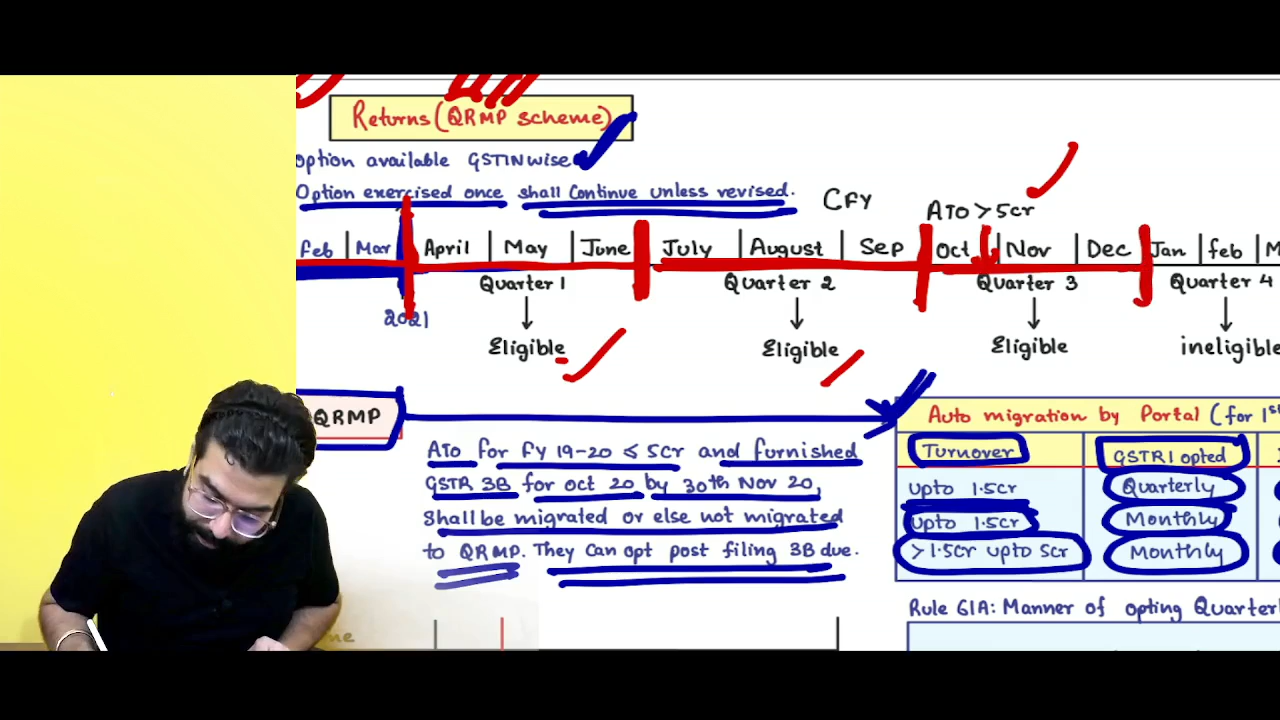 Returns (QRMP scheme)
option available GSTINwise
Option exercised once shall Continue unless revised.
CFY
ATO > 5cr
Feb Mar April May June July August Sep Oct Nov Dec Jan feb
Quarter 1 Quarter 2 Quarter 3 Quarter 4
2021
Eligible Eligible Eligible ineligible
QRMP
ATO for FY 19-20 ≤ 5Cr and furnished
GSTR 3B for oct 20 by 30th Nov 20,
Shall be migrated or else not migrated
to QRMP. They Can opt post filing 3B due.
Auto migration by Portal (for 1st
Turnover GSTR1 opted
upto 1.5cr Quarterly
upto 1.5cr Monthly
> 1.5cr upto 5cr Monthly
Rule 61A: Manner of opting Quarterl